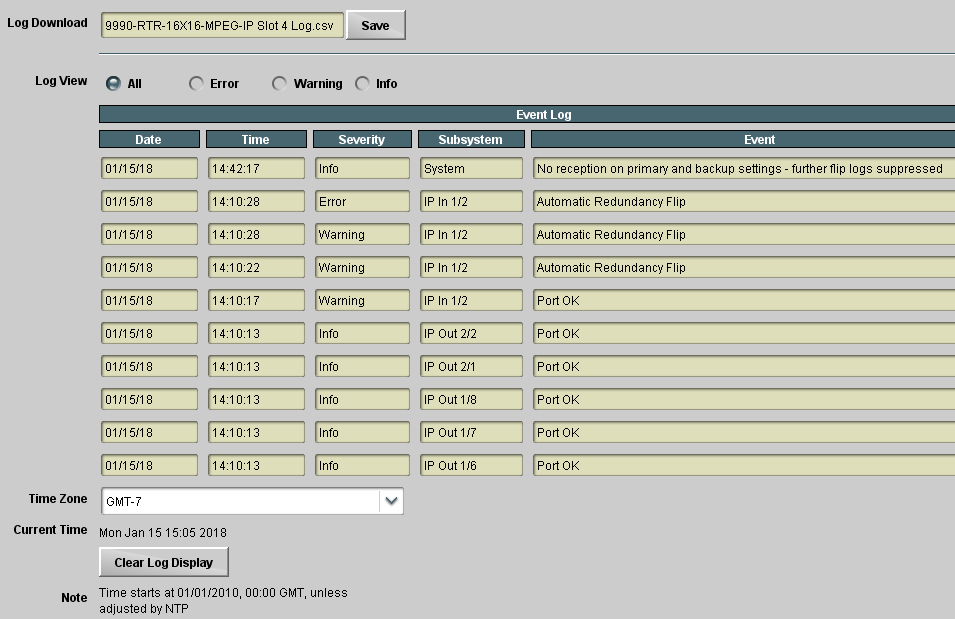 Log Download 9990-RTR-16X16-MPEG-IP Slot 4 Log.csv Save
Log View All Error Warning Info
Event Log
Date Time Severity Subsystem Event
01/15/18 14:42:17 Info System No reception on primary and backup settings - further flip logs suppressed
01/15/18 14:10:28 Error IP In 1/2 Automatic Redundancy Flip
01/15/18 14:10:28 Warning IP In 1/2 Automatic Redundancy Flip
01/15/18 14:10:22 Warning IP In 1/2 Automatic Redundancy Flip
01/15/18 14:10:17 Warning IP In 1/2 Port OK
01/15/18 14:10:13 Info IP Out 2/2 Port OK
01/15/18 14:10:13 Info IP Out 2/1 Port OK
01/15/18 14:10:13 Info IP Out 1/8 Port OK
01/15/18 14:10:13 Info IP Out 1/7 Port OK
01/15/18 14:10:13 Info IP Out 1/6 Port OK
Time Zone GMT-7
Current Time Mon Jan 15 15:05 2018
Clear Log Display
Note Time starts at 01/01/2010, 00:00 GMT, unless
adjusted by NTP